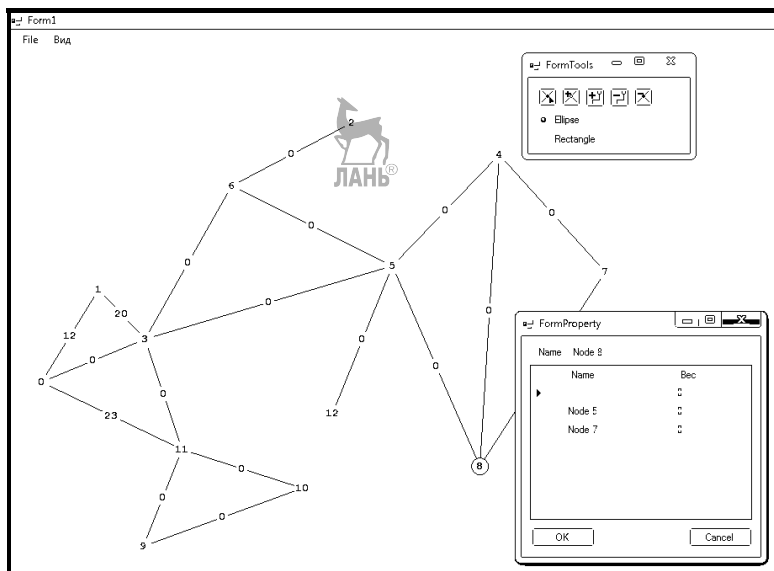 Form1
File Вид
FormTools
Ellipse
Rectangle
ЛАНЬ®
2
0
6
4
0
0
0
5
0
7
1
20
0
0
12
3
0
0
0
0
0
0
23
12
11
0
8
0
10
0
9
FormProperty
Name Node 8
Name Вес
Node 5
Node 7
OK Cancel